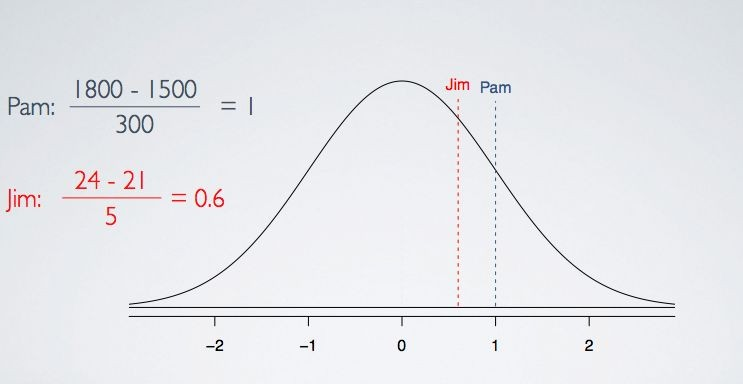 Pam: 1800 - 1500 / 300 = 1
Jim: 24 - 21 / 5 = 0.6
Jim Pam
−2 −1 0 1 2